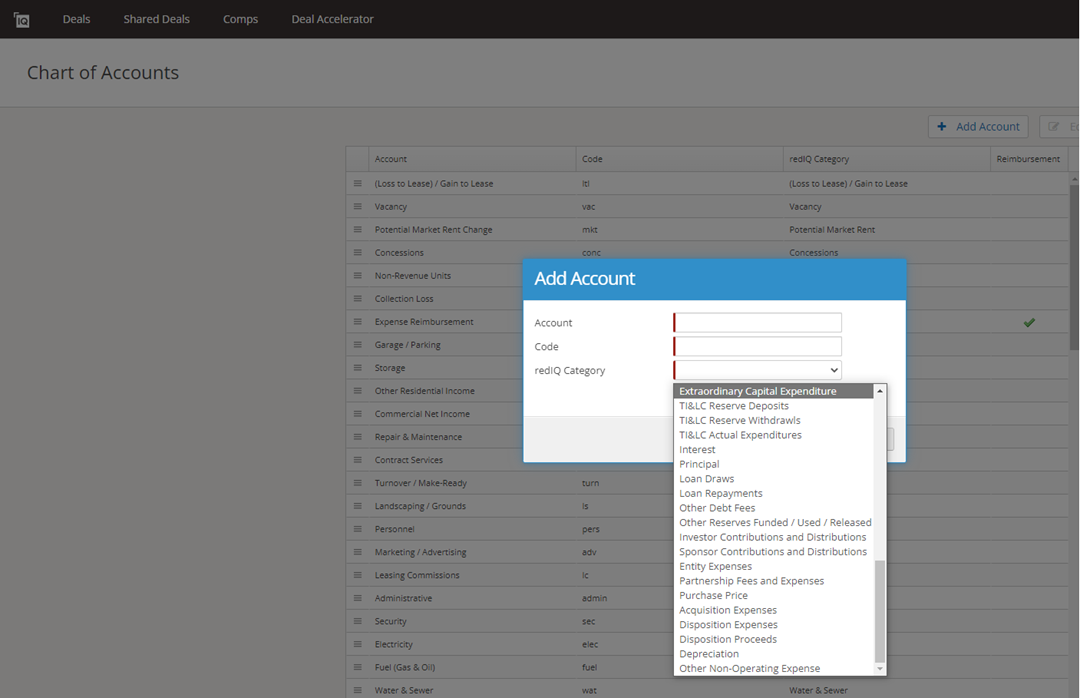 IQ Deals Shared Deals Comps Deal Accelerator
Chart of Accounts
Add Account
Account Code redIQ Category Reimbursement
(Loss to Lease) / Gain to Lease ltl (Loss to Lease) / Gain to Lease
Vacancy vac Vacancy
Potential Market Rent Change mkt Potential Market Rent
Concessions conc Concessions
Non-Revenue Units
Collection Loss
Expense Reimbursement
Garage / Parking
Storage
Other Residential Income
Commercial Net Income
Repair & Maintenance
Contract Services
Turnover / Make-Ready turn
Landscaping / Grounds ls
Personnel pers
Marketing / Advertising adv
Leasing Commissions lc
Administrative admin
Security sec
Electricity elec
Fuel (Gas & Oil) fuel
Water & Sewer wat Water & Sewer
Add Account
Account
Code
redIQ Category
Extraordinary Capital Expenditure
TI&LC Reserve Deposits
TI&LC Reserve Withdrawls
TI&LC Actual Expenditures
Interest
Principal
Loan Draws
Loan Repayments
Other Debt Fees
Other Reserves Funded / Used / Released
Investor Contributions and Distributions
Sponsor Contributions and Distributions
Entity Expenses
Partnership Fees and Expenses
Purchase Price
Acquisition Expenses
Disposition Expenses
Disposition Proceeds
Depreciation
Other Non-Operating Expense